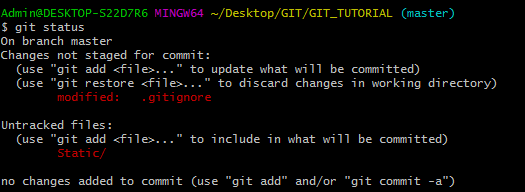 Admin@DESKTOP-S22D7R6 MINGW64 ~/Desktop/GIT/GIT_TUTORIAL (master)
$ git status
On branch master
Changes not staged for commit:
  (use "git add <file>..." to update what will be committed)
  (use "git restore <file>..." to discard changes in working directory)
        modified:   .gitignore

Untracked files:
  (use "git add <file>..." to include in what will be committed)
        Static/

no changes added to commit (use "git add" and/or "git commit -a")